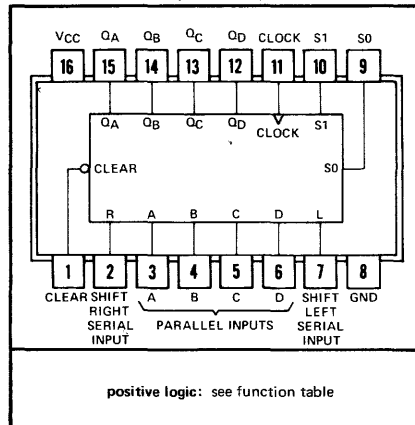 VCC QA QB QC QD CLOCK S1 S0
16 15 14 13 12 11 10 9
QA QB QC QD CLOCK S1
CLEAR S0
R A B C D L
1 2 3 4 5 6 7 8
CLEAR SHIFT RIGHT SERIAL INPUT A B C D SHIFT LEFT SERIAL INPUT GND
PARALLEL INPUTS
positive logic: see function table